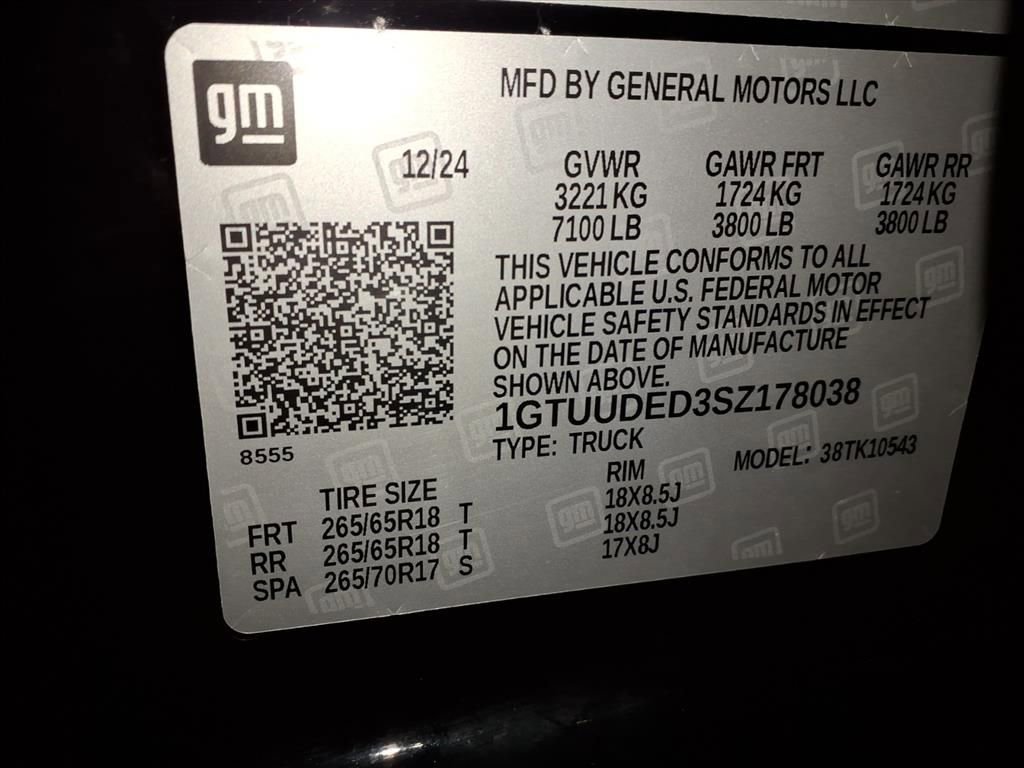 gm
MFD BY GENERAL MOTORS LLC
12/24 GVWR GAWR FRT GAWR RR
3221 KG 1724 KG 1724 KG
7100 LB 3800 LB 3800 LB
THIS VEHICLE CONFORMS TO ALL
APPLICABLE U.S. FEDERAL MOTOR
VEHICLE SAFETY STANDARDS IN EFFECT
ON THE DATE OF MANUFACTURE
SHOWN ABOVE.
1GTUUDED3SZ178038
TYPE: TRUCK MODEL: 38TK10543
8555
TIRE SIZE RIM
FRT 265/65R18 T 18X8.5J
RR 265/65R18 T 18X8.5J
SPA 265/70R17 S 17X8J